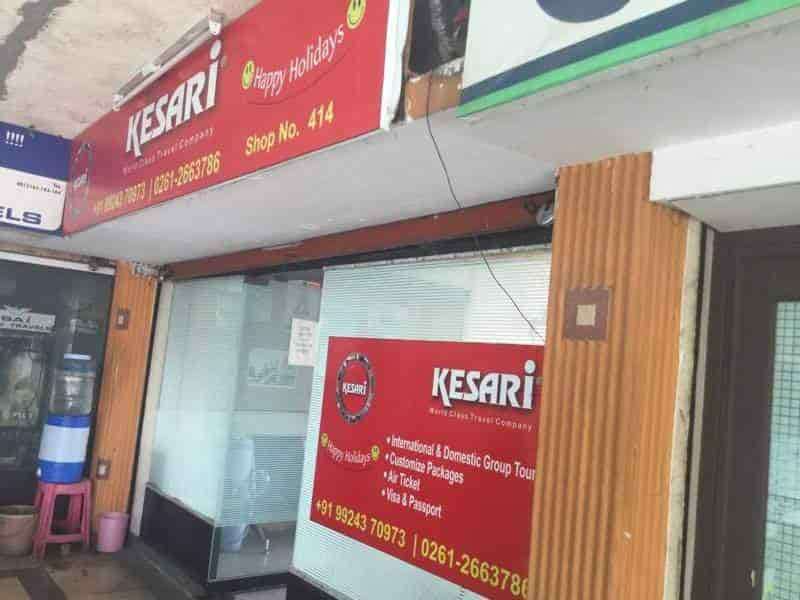 KESARI
World Class Travel Company
Happy Holidays
+91 99243 70973 | 0261-2663786
Shop No. 414
!!!!
ELS
KESARI
KESARI
World Class Travel Company
Happy Holidays
• International & Domestic Group Tour
• Customize Packages
• Air Ticket
• Visa & Passport
+91 99243 70973 | 0261-2663786
TRAVELS